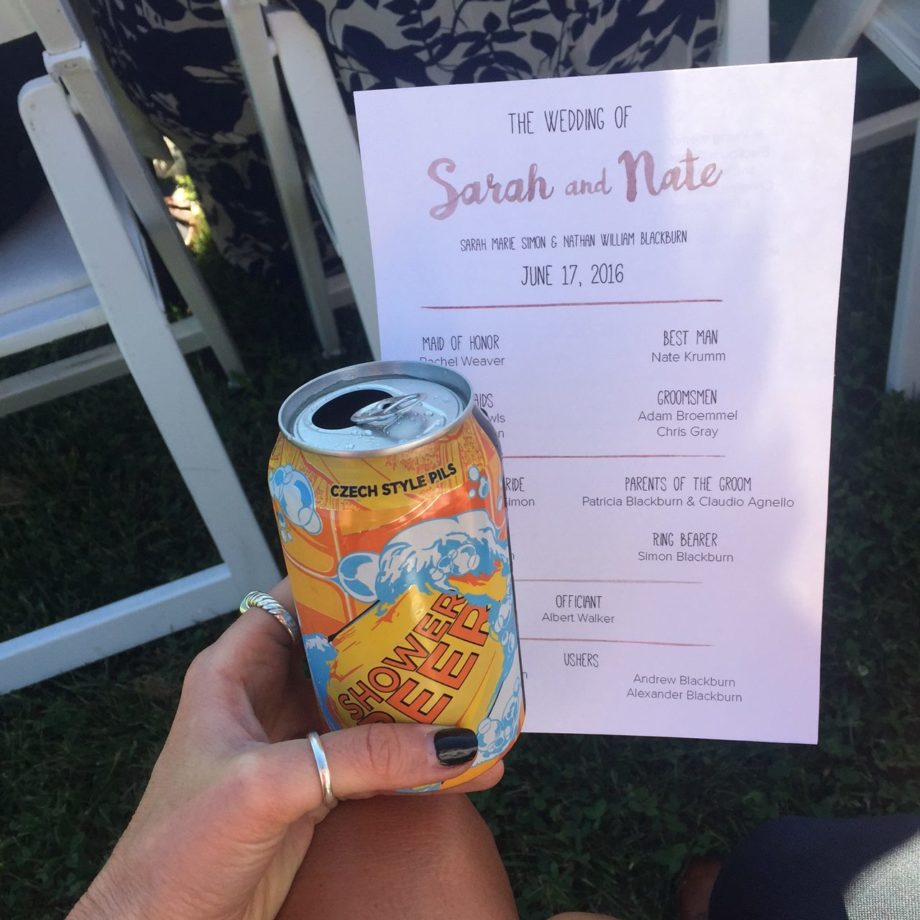 THE WEDDING OF
Sarah and Nate
SARAH MARIE SIMON & NATHAN WILLIAM BLACKBURN
JUNE 17, 2016
MAID OF HONOR
Rachel Weaver
BEST MAN
Nate Krumm
GROOMSMEN
Adam Broemmel
Chris Gray
PARENTS OF THE GROOM
Patricia Blackburn & Claudio Agnello
RING BEARER
Simon Blackburn
OFFICIANT
Albert Walker
USHERS
Andrew Blackburn
Alexander Blackburn
CZECH STYLE PILS
SHOWER
BEER